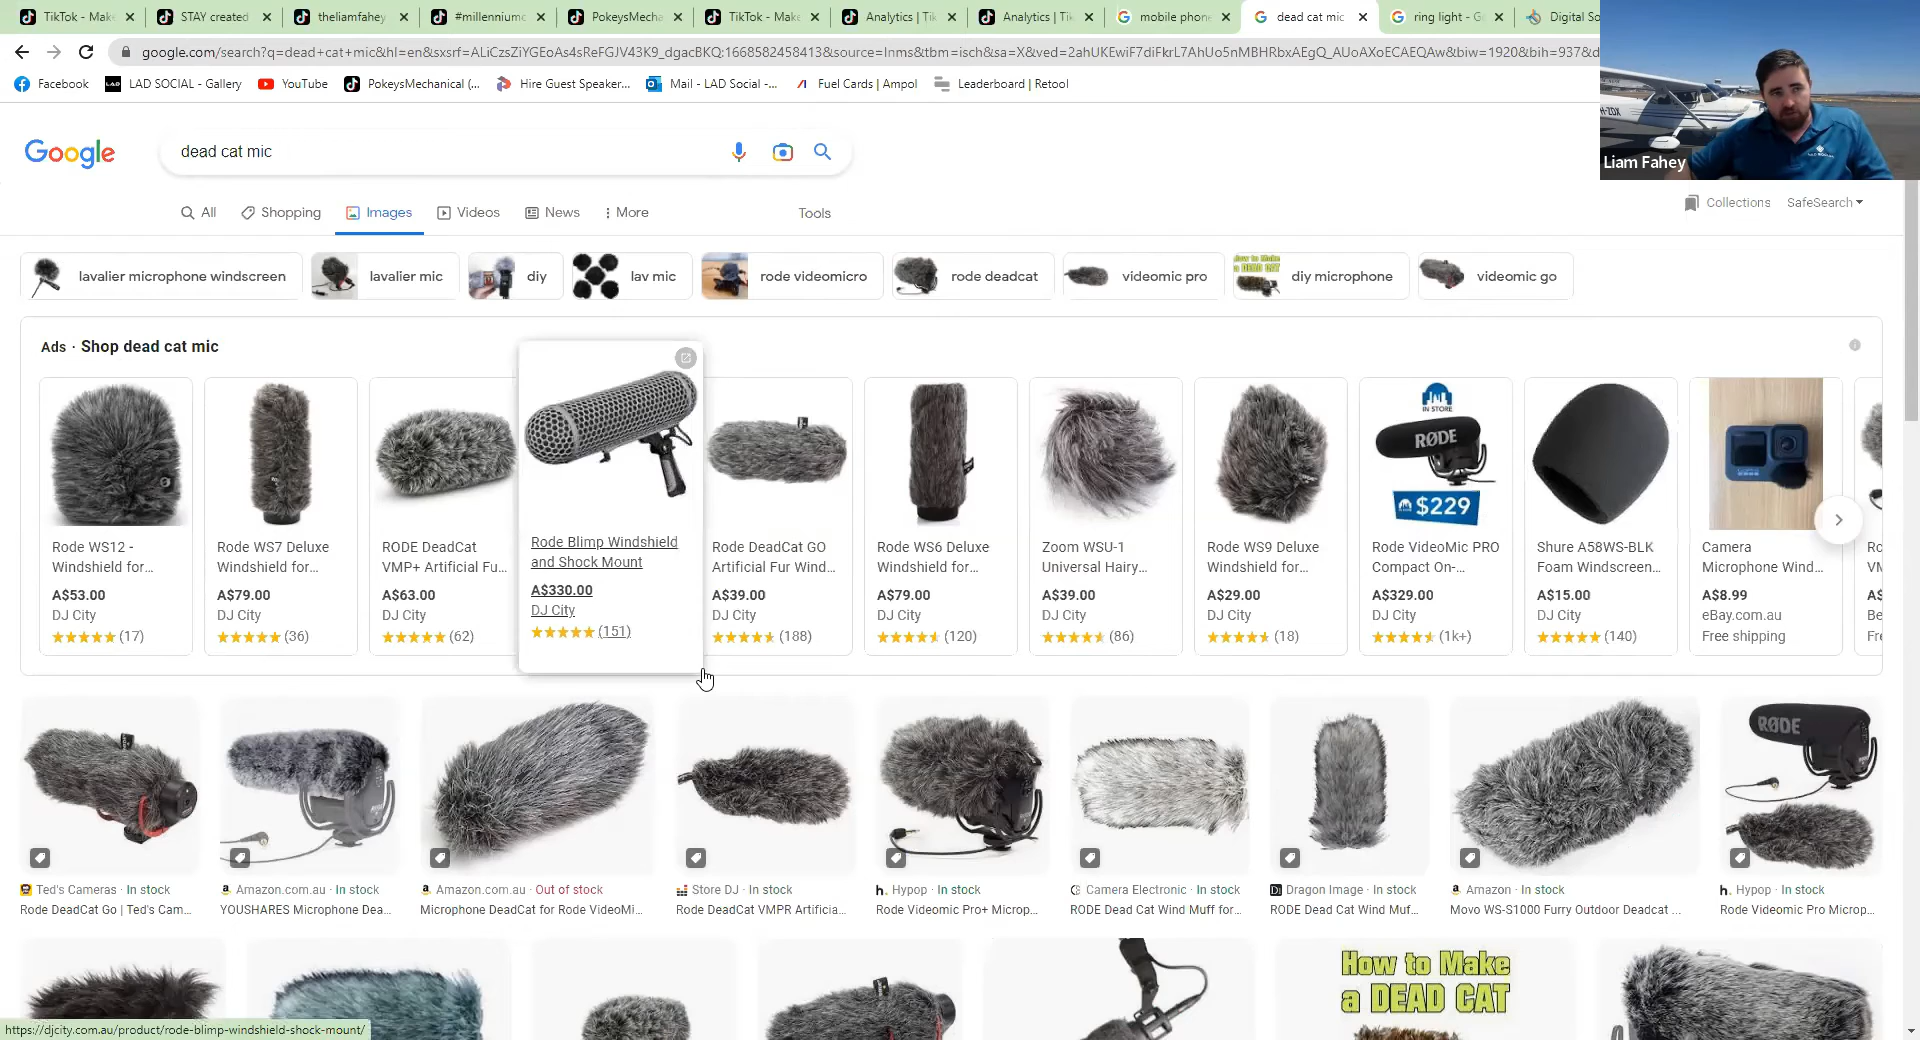 TikTok - Make
STAY created
theliamfahey
#millenniumc
PokeysMecha
TikTok - Make
Analytics | Tik
Analytics | Tik
mobile phone
dead cat mic
ring light - G
Digital So
google.com/search?q=dead+cat+mic&hl=en&sxsrf=ALiCzsZiYGEoAs4sReFGJV43K9_dgacBKQ:1668582458413&source=lnms&tbm=isch&sa=X&ved=2ahUKEwiF7diFkrL7AhUo5nMBHRbxAEgQ_AUoAXoECAEQAw&biw=1920&bih=937&d
Facebook
LAD SOCIAL - Gallery
YouTube
PokeysMechanical (...
Hire Guest Speaker...
Mail - LAD Social -...
Fuel Cards | Ampol
Leaderboard | Retool
Liam Fahey
Google
dead cat mic
All
Shopping
Images
Videos
News
More
Tools
Collections
SafeSearch
lavalier microphone windscreen
lavalier mic
diy
lav mic
rode videomicro
rode deadcat
videomic pro
diy microphone
videomic go
Ads · Shop dead cat mic
Rode WS12 -
Windshield for...
A$53.00
DJ City
(17)
Rode WS7 Deluxe
Windshield for...
A$79.00
DJ City
(36)
RODE DeadCat
VMP+ Artificial Fu...
A$63.00
DJ City
(62)
Rode Blimp Windshield
and Shock Mount
A$330.00
DJ City
(151)
Rode DeadCat GO
Artificial Fur Wind...
A$39.00
DJ City
(188)
Rode WS6 Deluxe
Windshield for...
A$79.00
DJ City
(120)
Zoom WSU-1
Universal Hairy...
A$39.00
DJ City
(86)
Rode WS9 Deluxe
Windshield for...
A$29.00
DJ City
(18)
IN STORE
RØDE
$229
Rode VideoMic PRO
Compact On-...
A$329.00
DJ City
(1k+)
Shure A58WS-BLK
Foam Windscreen...
A$15.00
DJ City
(140)
Camera
Microphone Wind...
A$8.99
eBay.com.au
Free shipping
Ro
VM
A$
Be
Fre
RØDE
Ted's Cameras · In stock
Rode DeadCat Go | Ted's Cam...
Amazon.com.au · In stock
YOUSHARES Microphone Dea...
Amazon.com.au · Out of stock
Microphone DeadCat for Rode VideoMi...
Store DJ · In stock
Rode DeadCat VMPR Artificia...
Hypop · In stock
Rode Videomic Pro+ Microp...
Camera Electronic · In stock
RODE Dead Cat Wind Muff for...
Dragon Image · In stock
RODE Dead Cat Wind Muf...
Amazon · In stock
Movo WS-S1000 Furry Outdoor Deadcat ...
Hypop · In stock
Rode Videomic Pro Microp...
How to Make
a DEAD CAT
https://djcity.com.au/product/rode-blimp-windshield-shock-mount/